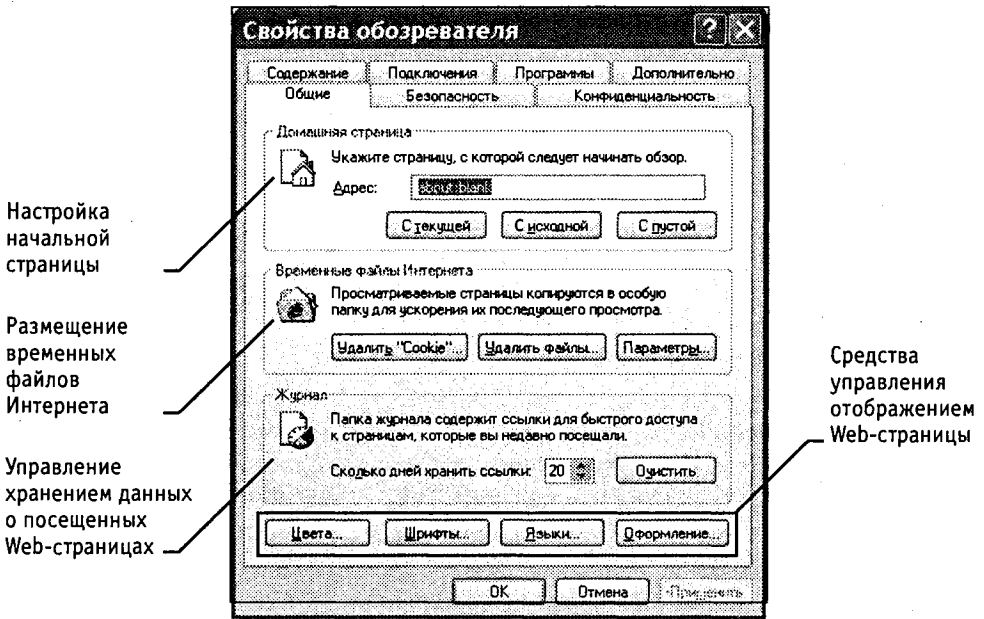 Свойства обозревателя
Содержание Подключения Программы Дополнительно
Общие Безопасность Конфиденциальность
Домашняя страница
Укажите страницу, с которой следует начинать обзор.
Адрес: about:blank
С текущей С исходной С пустой
Временные файлы Интернета
Просматриваемые страницы копируются в особую
папку для ускорения их последующего просмотра.
Удалить "Cookie"... Удалить файлы... Параметры...
Журнал
Папка журнала содержит ссылки для быстрого доступа
к страницам, которые вы недавно посещали.
Сколько дней хранить ссылки: 20 Очистить
Цвета... Шрифты... Языки... Оформление...
OK Отмена Применить
Настройка
начальной
страницы
Размещение
временных
файлов
Интернета
Управление
хранением данных
о посещенных
Web-страницах
Средства
управления
отображением
Web-страницы